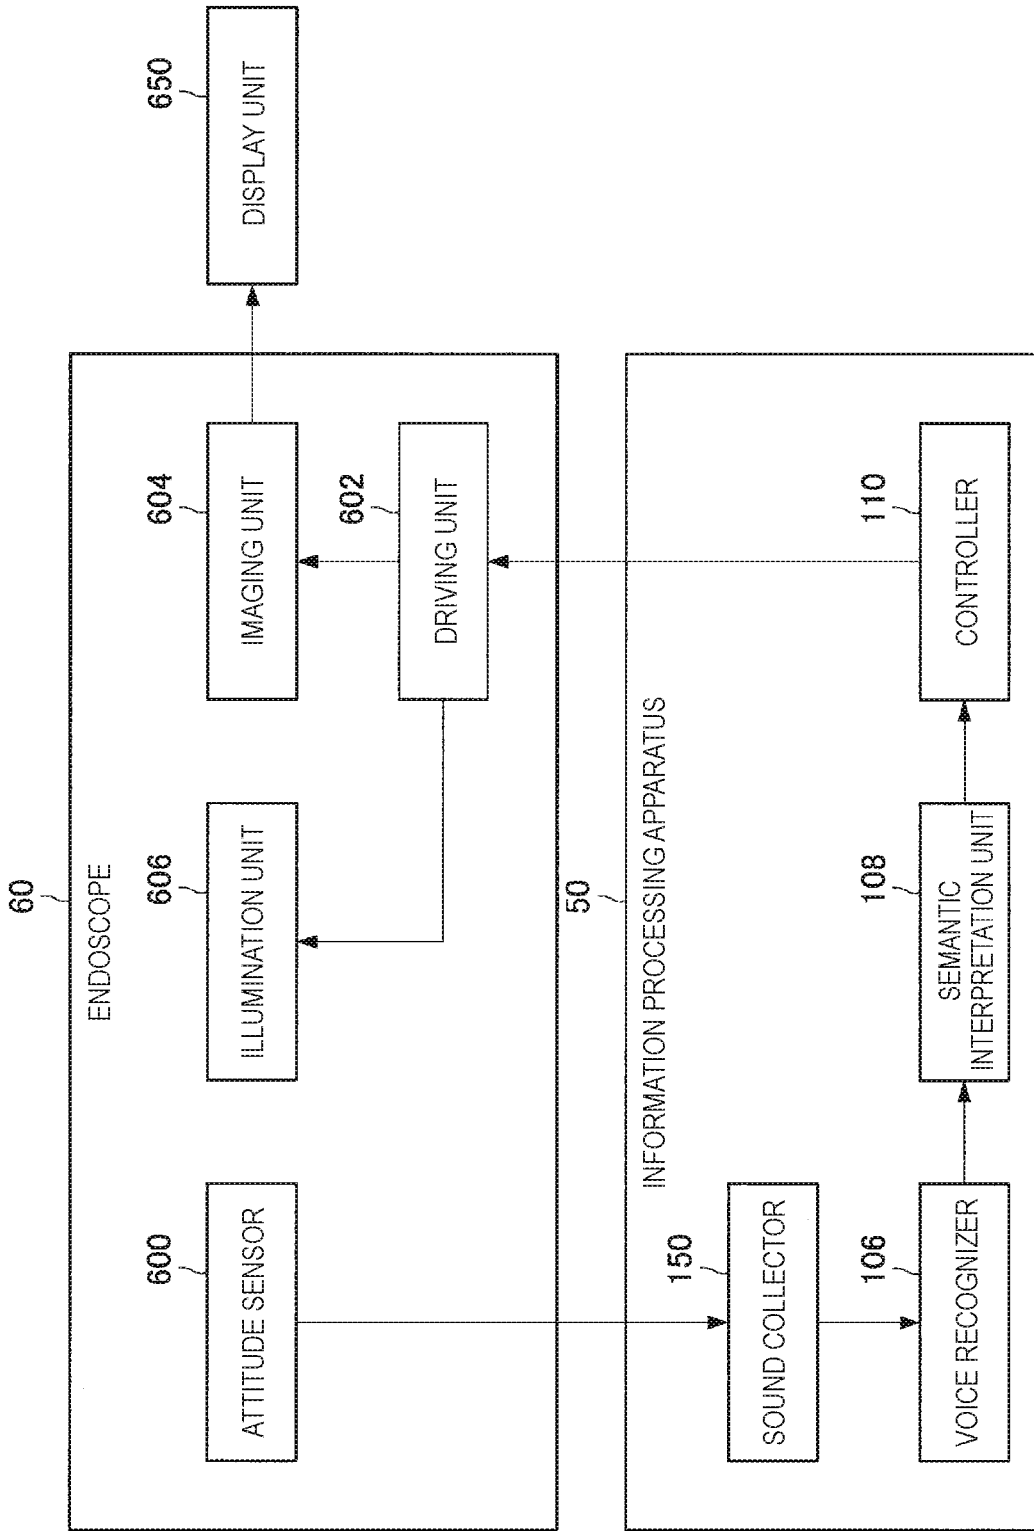 60
ENDOSCOPE
600
ATTITUDE SENSOR
606
ILLUMINATION UNIT
604
IMAGING UNIT
650
DISPLAY UNIT
602
DRIVING UNIT
50
INFORMATION PROCESSING APPARATUS
150
SOUND COLLECTOR
106
VOICE RECOGNIZER
108
SEMANTIC
INTERPRETATION UNIT
110
CONTROLLER